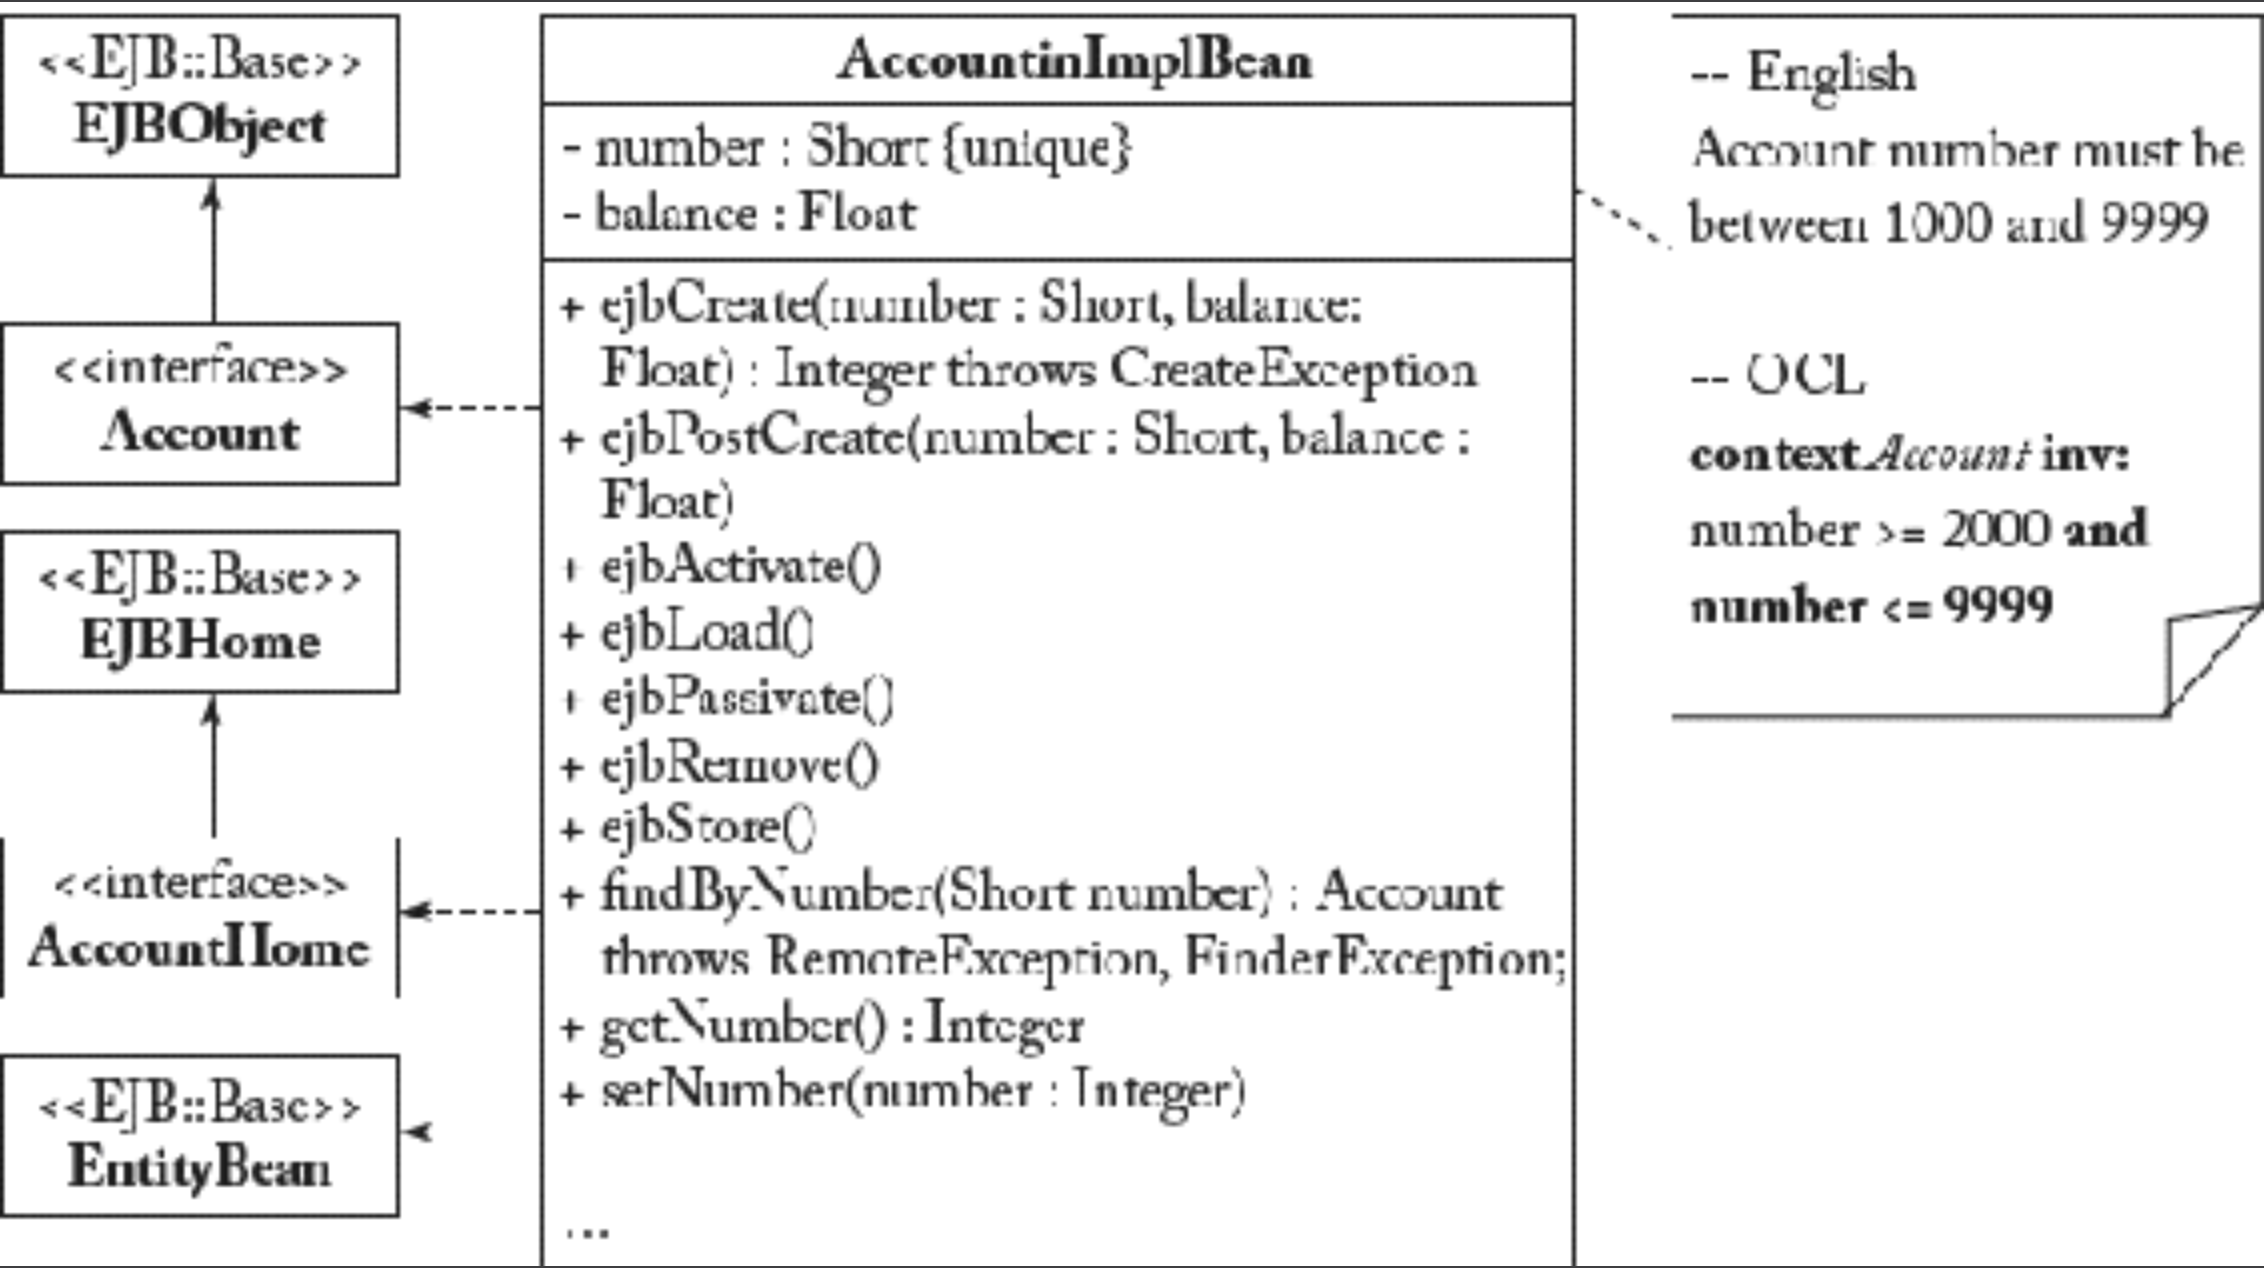 <<EJB::Base>>
EJBObject
<<interface>>
Account
<<EJB::Base>>
EJBHome
<<interface>>
AccountHome
<<EJB::Base>>
EntityBean
AccountinImplBean
- number : Short {unique}
- balance : Float
+ ejbCreate(number : Short, balance:
Float) : Integer throws CreateException
+ ejbPostCreate(number : Short, balance :
Float)
+ ejbActivate()
+ ejbLoad()
+ ejbPassivate()
+ ejbRemove()
+ ejbStore()
+ findByNumber(Short number) : Account
throws RemoteException, FinderException;
+ getNumber() : Integer
+ setNumber(number : Integer)
...
-- English
Account number must be
between 1000 and 9999
-- OCL
context Account inv:
number >= 2000 and
number <= 9999